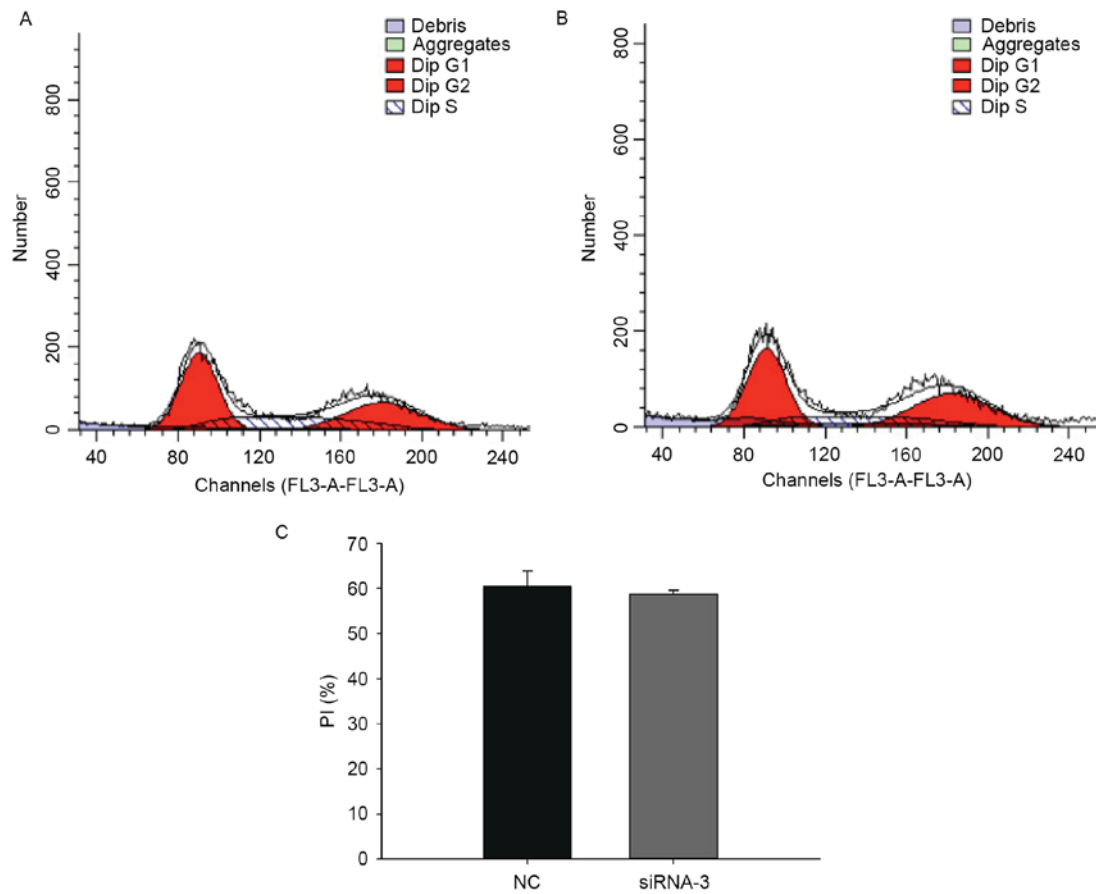 A
Debris
Aggregates
Dip G1
Dip G2
Dip S
800
600
400
200
0
Number
40 80 120 160 200 240
Channels (FL3-A-FL3-A)
B
Debris
Aggregates
Dip G1
Dip G2
Dip S
800
600
400
200
0
Number
40 80 120 160 200 240
Channels (FL3-A-FL3-A)
C
70
60
50
40
30
20
10
0
PI (%)
NC siRNA-3